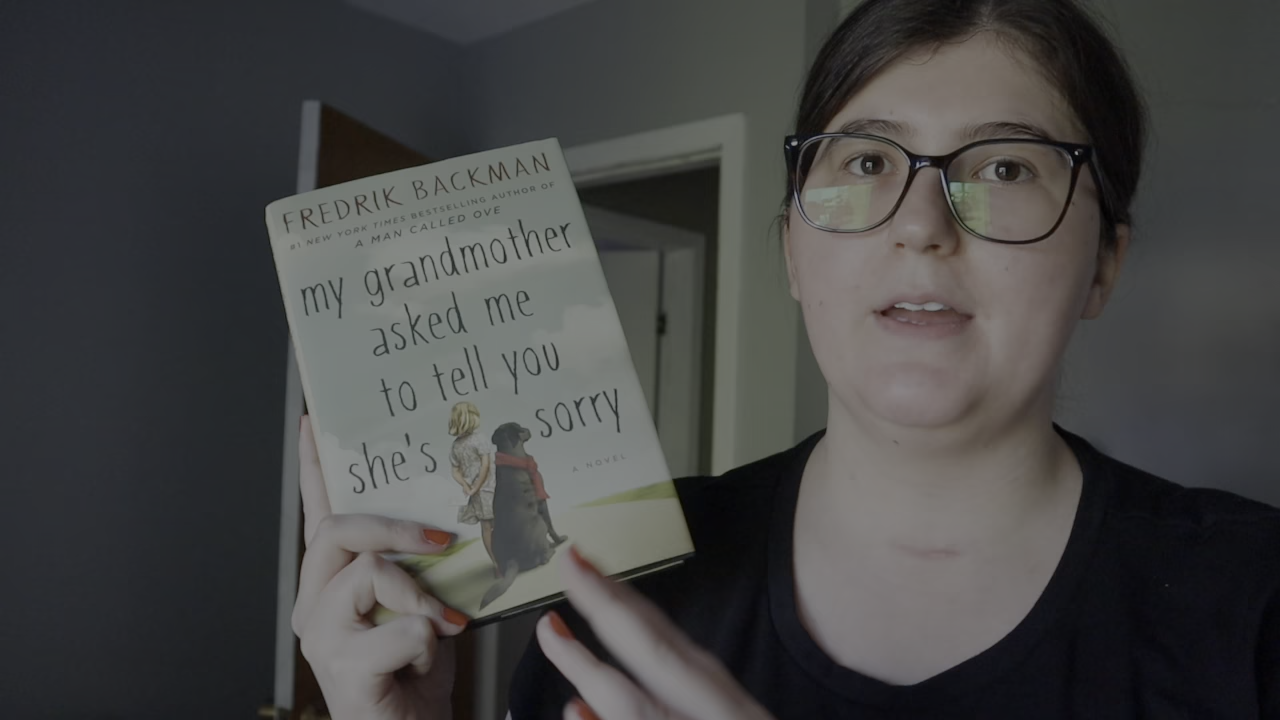 FREDRIK BACKMAN
#1 NEW YORK TIMES BESTSELLING AUTHOR OF
A MAN CALLED OVE
my grandmother
asked me
to tell you
she's sorry
A NOVEL